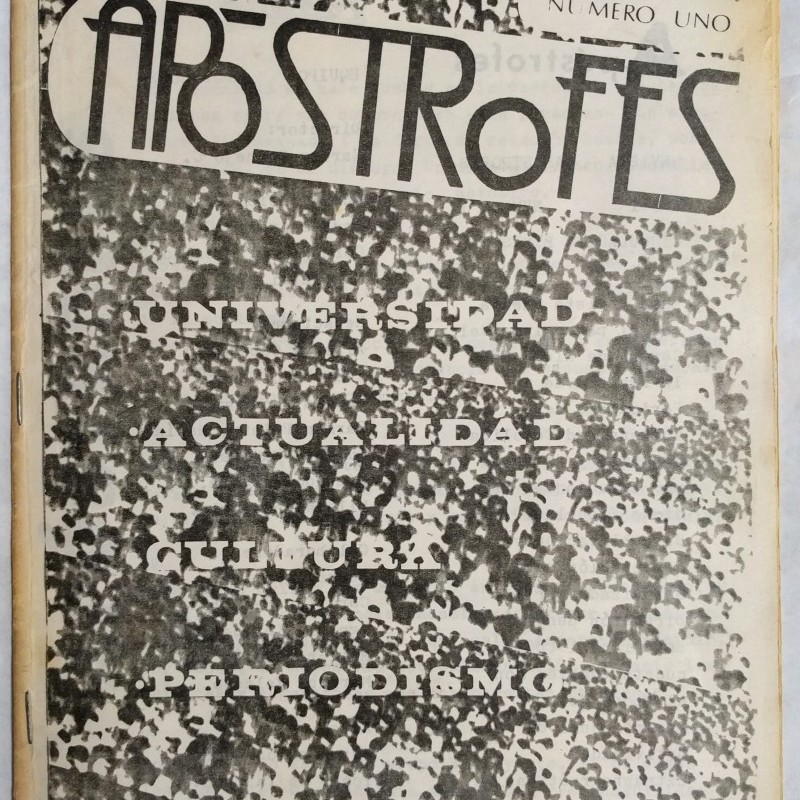 NUMERO UNO
APOSTROFES
UNIVERSIDAD
·ACTUALIDAD
CULTURA
·PERIODISMO